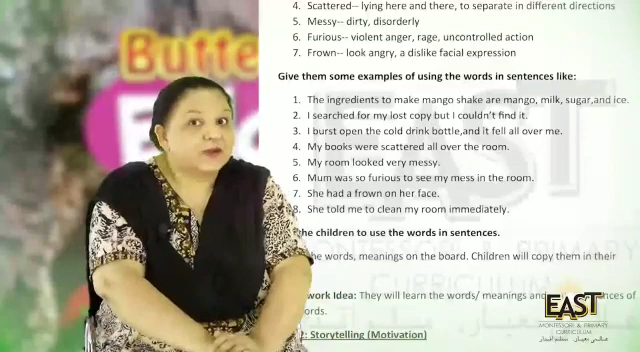 4. Scattered-- lying here and there, to separate in different directions
5. Messy-- dirty, disorderly
6. Furious-- violent anger, rage, uncontrolled action
7. Frown-- look angry, a dislike facial expression
Butte
Give them some examples of using the words in sentences like:
1. The ingredients to make mango shake are mango, milk, sugar,and ice.
2. I searched for my lost copy but I couldn't find it.
3. I burst open the cold drink bottle,and it fell all over me.
4. My books were scattered all over the room.
5. My room looked very messy.
6. Mum was so furious to see my mess in the room.
7. She had a frown on her face.
8. She told me to clean my room immediately.
the children to use the words in sentences.
he words, meanings on the board. Children will copy them in their
work Idea: They will learn the words/ meanings and nces of
ords.
2: Storytelling (Motivation)
EAST
MONTESSORI & PRIMARY
CURRICULUM
EAST
MONTESSORI & PRIMARY
CURRICULUM